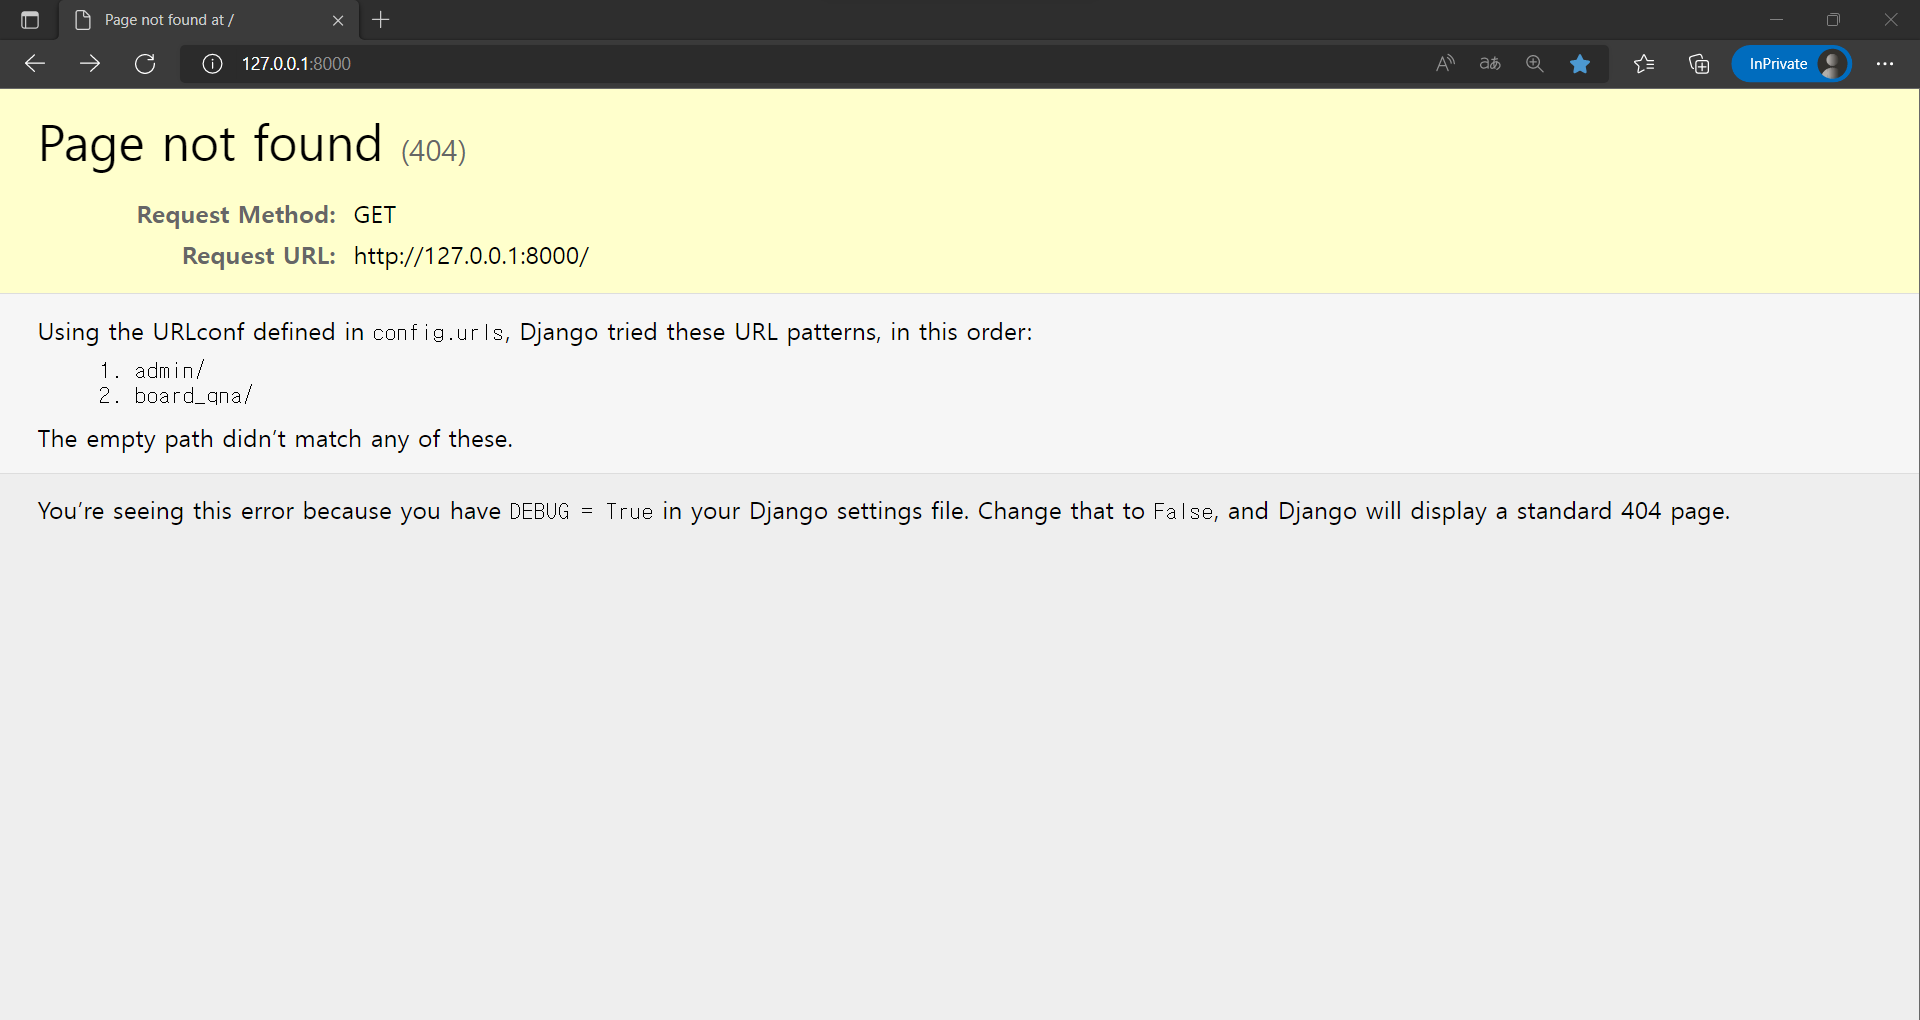 Page not found at /
127.0.0.1:8000
aあ
InPrivate
Page not found (404)
Request Method: GET
Request URL: http://127.0.0.1:8000/
Using the URLconf defined in config.urls, Django tried these URL patterns, in this order:
1. admin/
2. board_qna/
The empty path didn't match any of these.
You're seeing this error because you have DEBUG = True in your Django settings file. Change that to False, and Django will display a standard 404 page.